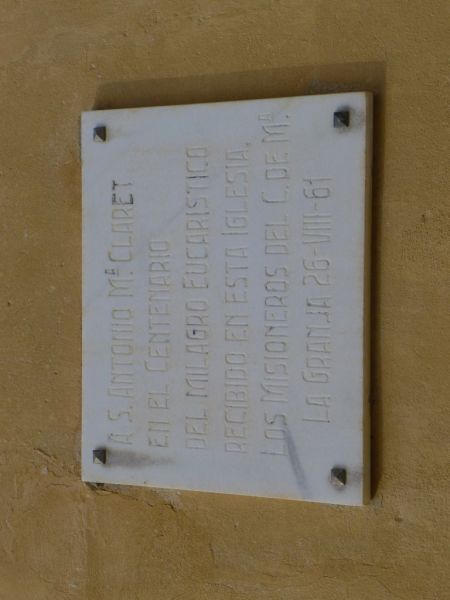 A S. ANTONIO Mª. CLARET
EN EL CENTENARIO
DEL MILAGRO EUCARISTICO
RECIBIDO EN ESTA IGLESIA.
LOS MISIONEROS DEL C. DE Mª.
LA GRANJA 26-VIII-61